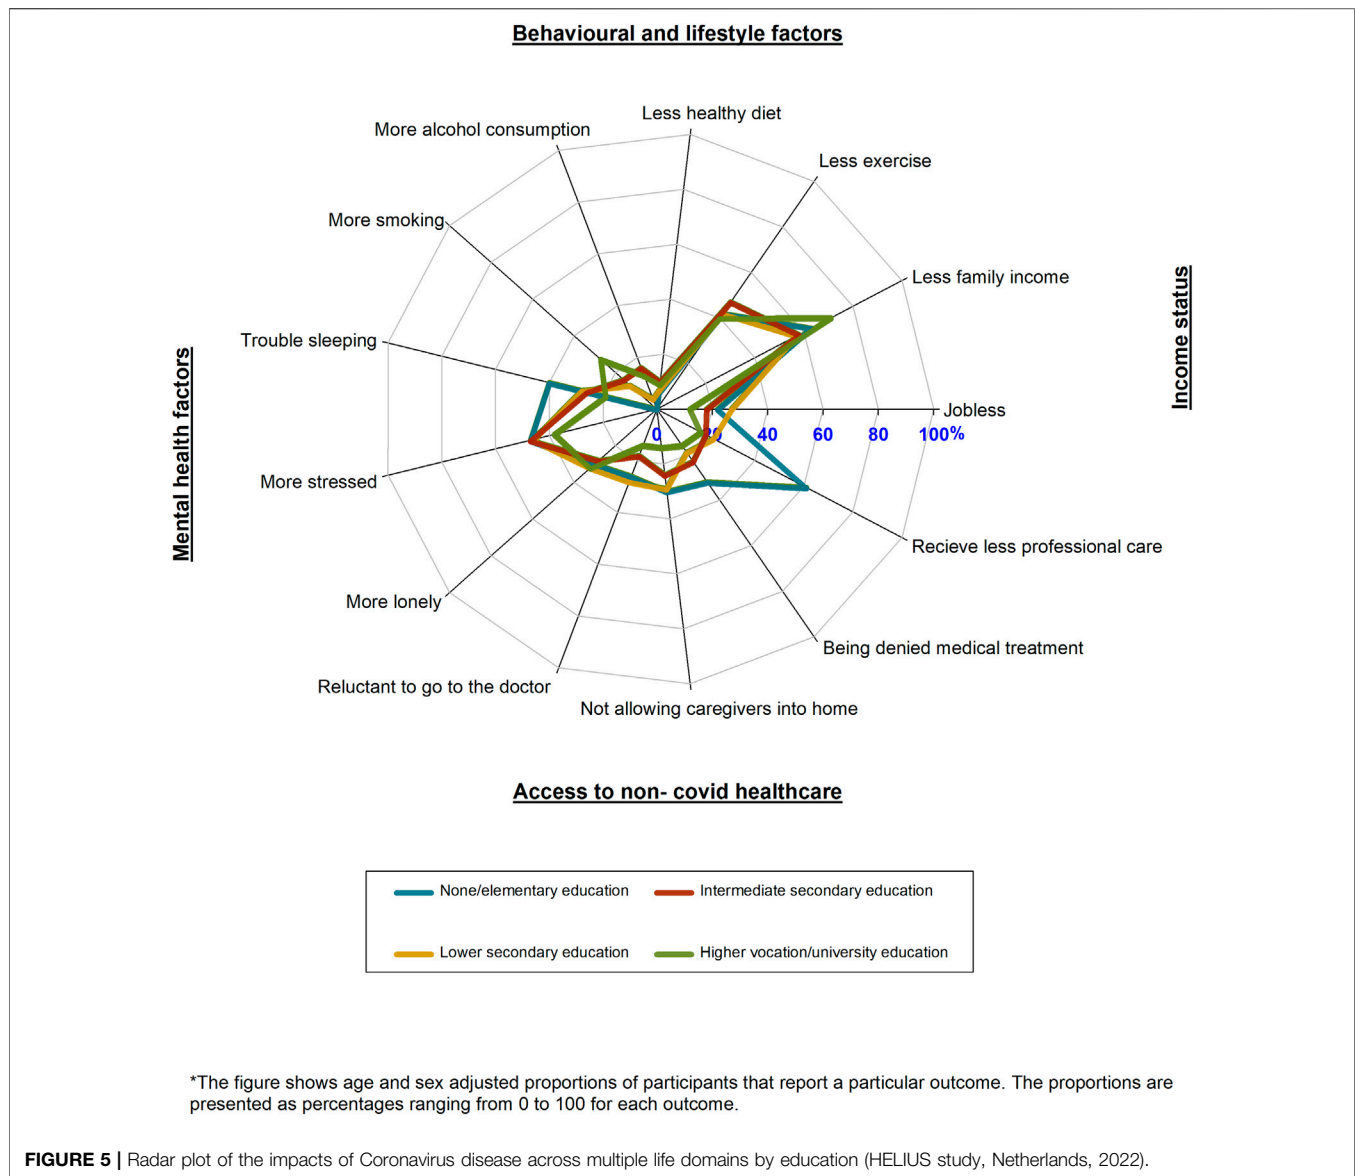 Behavioural and lifestyle factors
Less healthy diet
More alcohol consumption
Less exercise
More smoking
Less family income
Income status
Trouble sleeping
Mental health factors
Jobless
0 20 40 60 80 100%
More stressed
Recieve less professional care
More lonely
Being denied medical treatment
Reluctant to go to the doctor
Not allowing caregivers into home
Access to non- covid healthcare
None/elementary education
Intermediate secondary education
Lower secondary education
Higher vocation/university education
*The figure shows age and sex adjusted proportions of participants that report a particular outcome. The proportions are
presented as percentages ranging from 0 to 100 for each outcome.
FIGURE 5 | Radar plot of the impacts of Coronavirus disease across multiple life domains by education (HELIUS study, Netherlands, 2022).